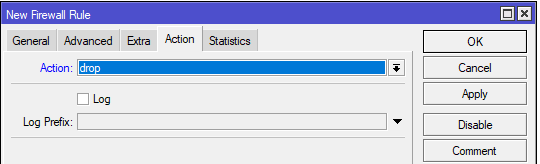 New Firewall Rule
General Advanced Extra Action Statistics
OK
Action: drop
Cancel
Log
Apply
Log Prefix:
Disable
Comment